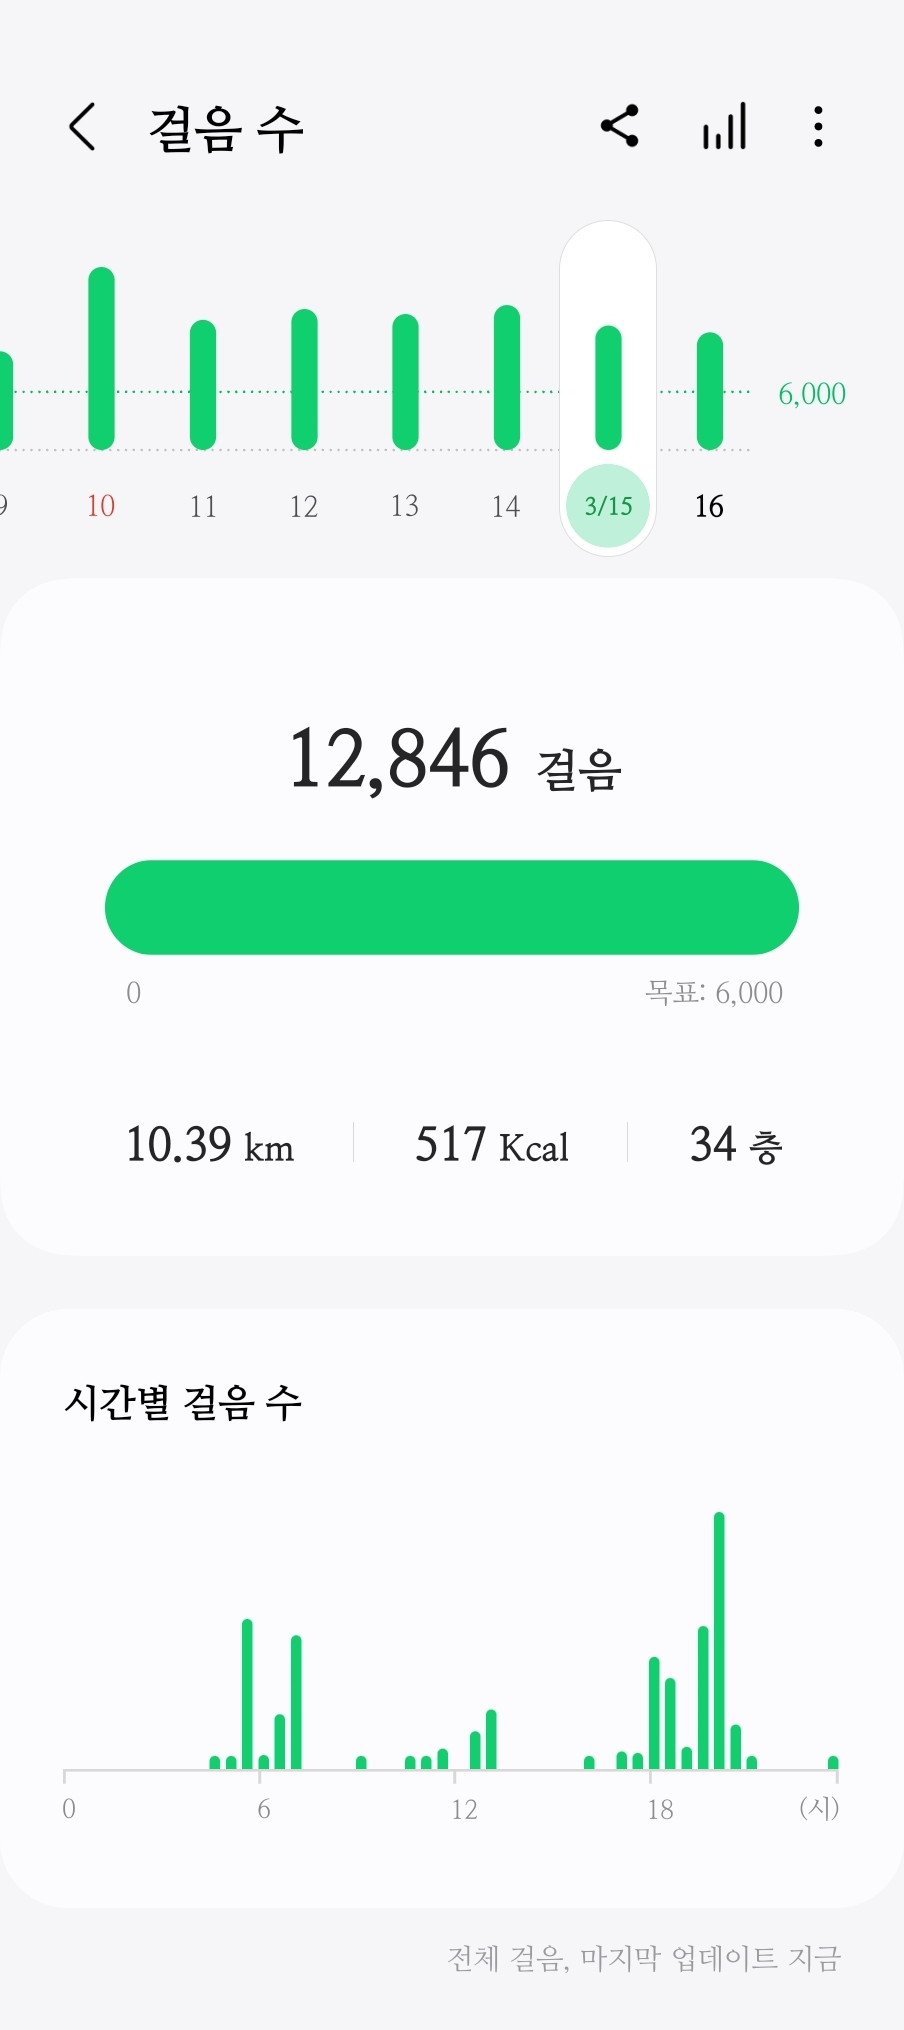 걸음 수
6,000
9 10 11 12 13 14 3/15 16
12,846 걸음
0 목표: 6,000
10.39 km 517 Kcal 34 층
시간별 걸음 수
0 6 12 18 (시)
전체 걸음, 마지막 업데이트 지금